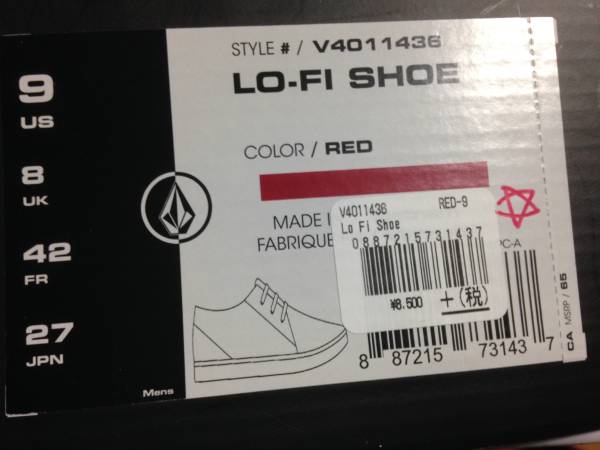 9
US
8
UK
42
FR
27
JPN
Mens
STYLE # / V4011436
LO-FI SHOE
COLOR / RED
MADE I
FABRIQUE
V4011436 RED-9
Lo Fi Shoe
0887215731437
¥8,500 +(税)
8 87215 73143 7
CA MSRP / 65